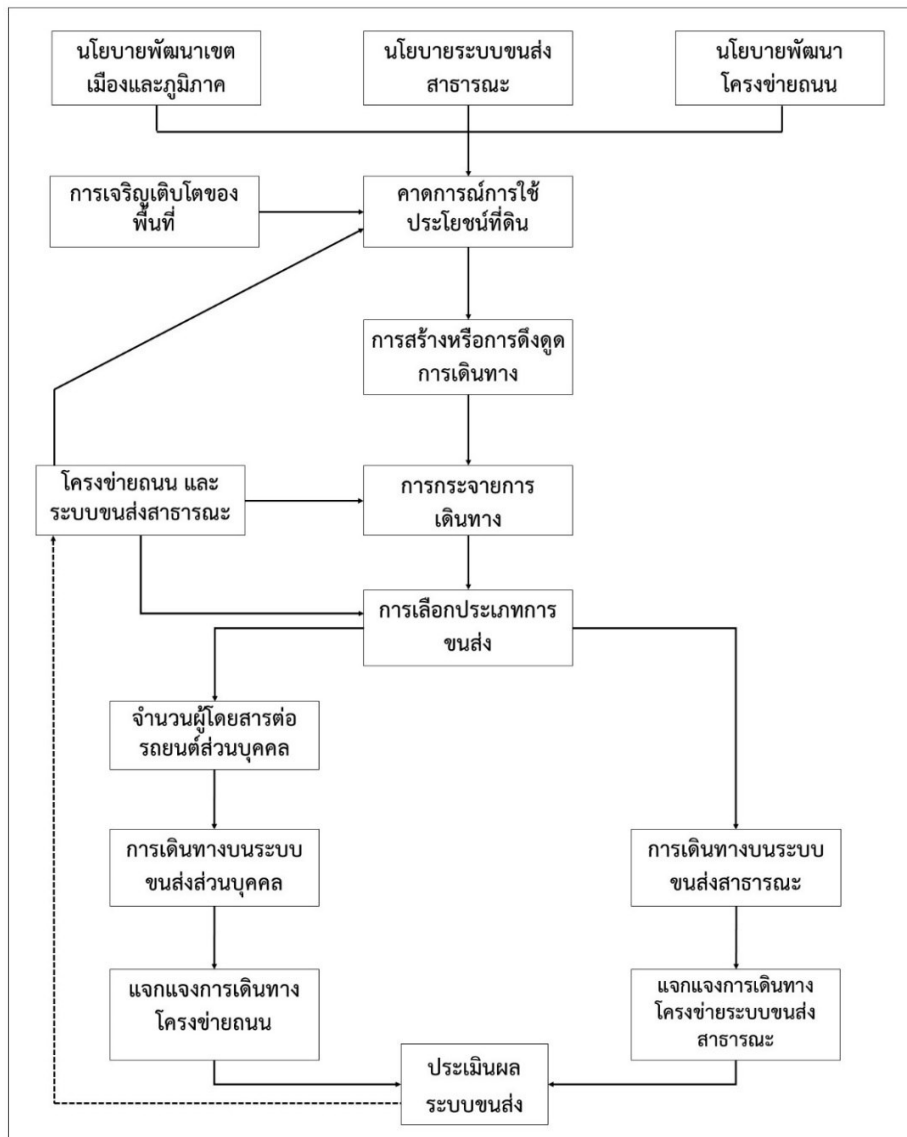 นโยบายพัฒนาเขต
เมืองและภูมิภาค
นโยบายระบบขนส่ง
สาธารณะ
นโยบายพัฒนา
โครงข่ายถนน
การเจริญเติบโตของ
พื้นที่
คาดการณ์การใช้
ประโยชน์ที่ดิน
การสร้างหรือการดึงดูด
การเดินทาง
โครงข่ายถนน และ
ระบบขนส่งสาธารณะ
การกระจายการ
เดินทาง
การเลือกประเภทการ
ขนส่ง
จำนวนผู้โดยสารต่อ
รถยนต์ส่วนบุคคล
การเดินทางบนระบบ
ขนส่งส่วนบุคคล
การเดินทางบนระบบ
ขนส่งสาธารณะ
แจกแจงการเดินทาง
โครงข่ายถนน
แจกแจงการเดินทาง
โครงข่ายระบบขนส่ง
สาธารณะ
ประเมินผล
ระบบขนส่ง